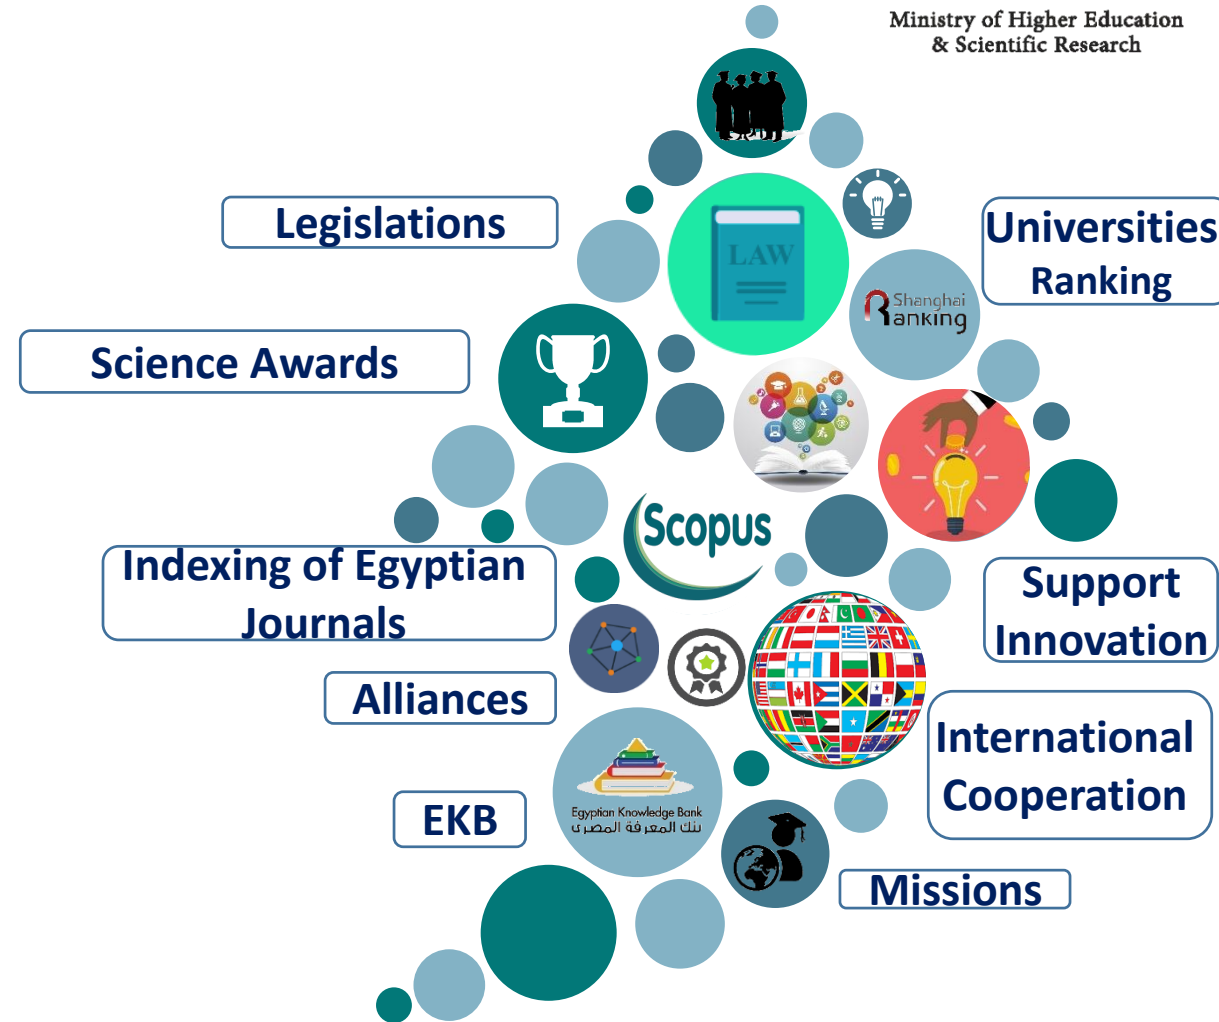 Ministry of Higher Education
& Scientific Research
Legislations
LAW
Universities
Ranking
Shanghai
Ranking
Science Awards
Scopus
Indexing of Egyptian
Journals
Support
Innovation
Alliances
International
Cooperation
EKB
Egyptian Knowledge Bank
بنك المعرفة المصرى
Missions